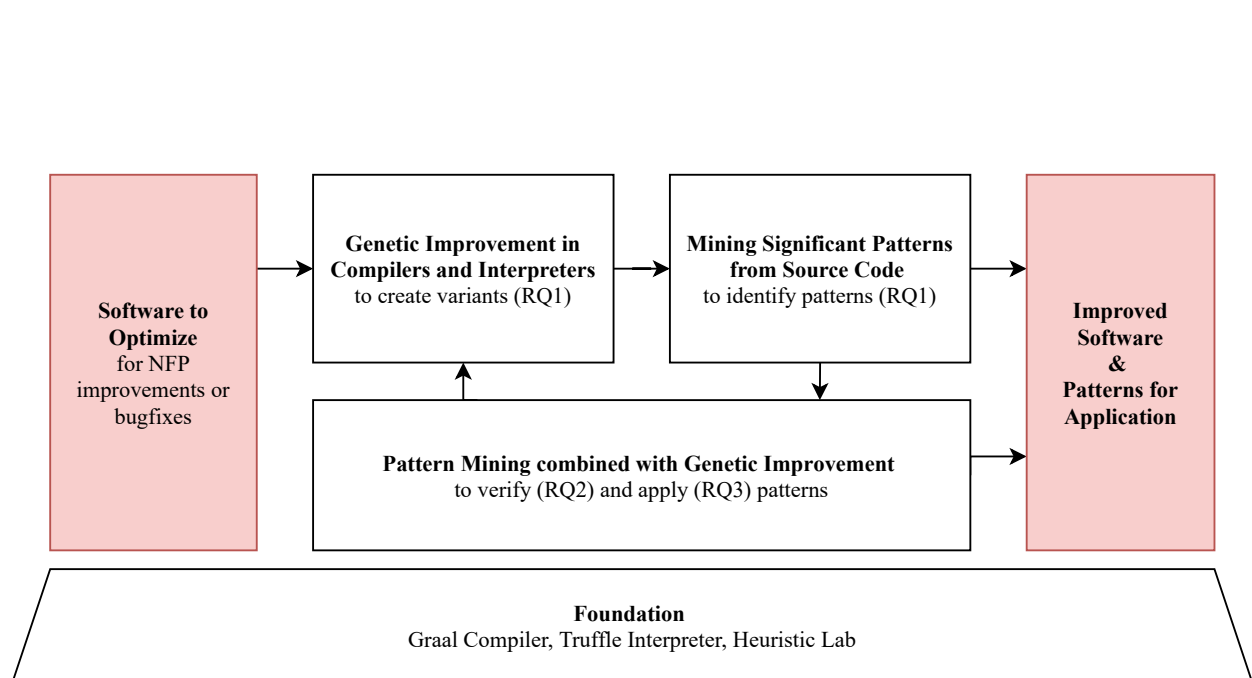 Software to
Optimize
for NFP
improvements or
bugfixes
Genetic Improvement in
Compilers and Interpreters
to create variants (RQ1)
Mining Significant Patterns
from Source Code
to identify patterns (RQ1)
Pattern Mining combined with Genetic Improvement
to verify (RQ2) and apply (RQ3) patterns
Improved
Software
&
Patterns for
Application
Foundation
Graal Compiler, Truffle Interpreter, Heuristic Lab